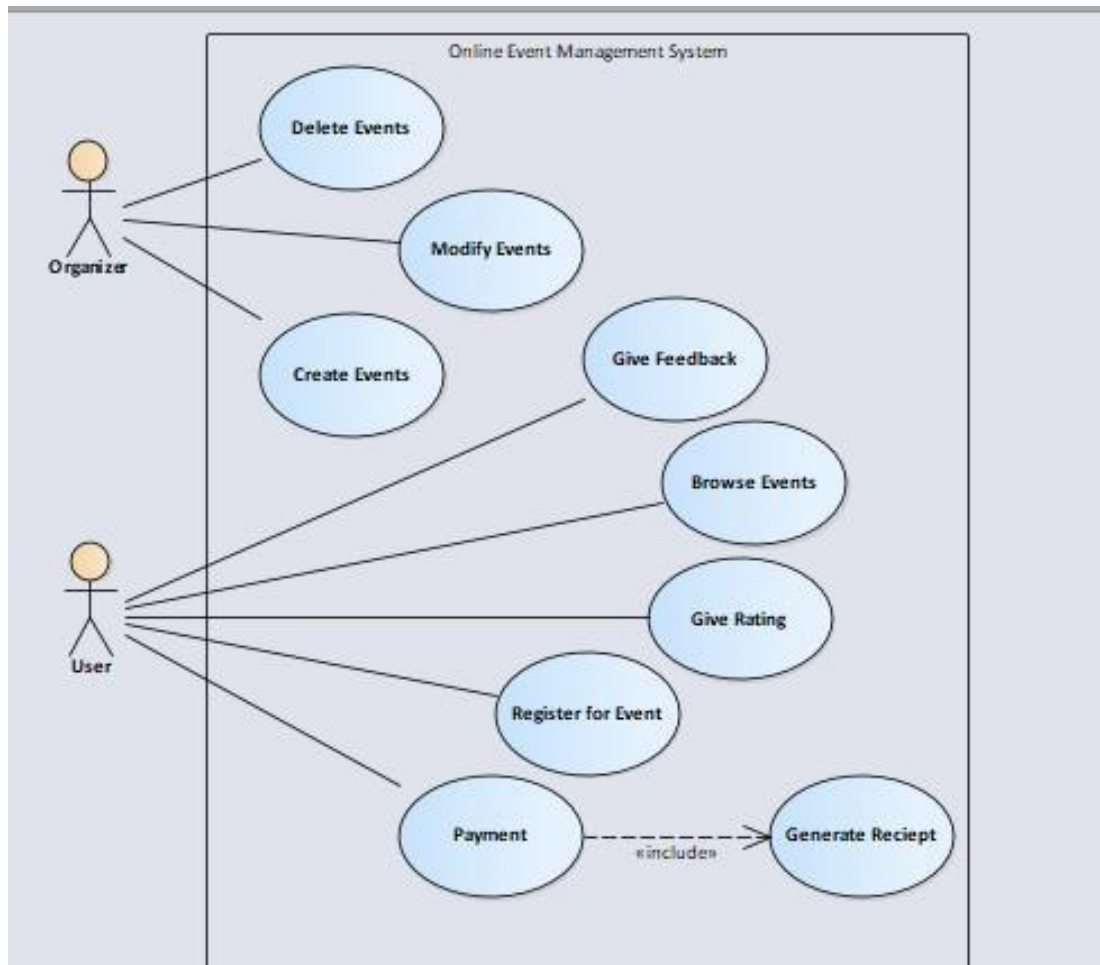 Online Event Management System
Delete Events
Modify Events
Organizer
Give Feedback
Create Events
Browse Events
Give Rating
User
Register for Event
Payment
«include»
Generate Reciept